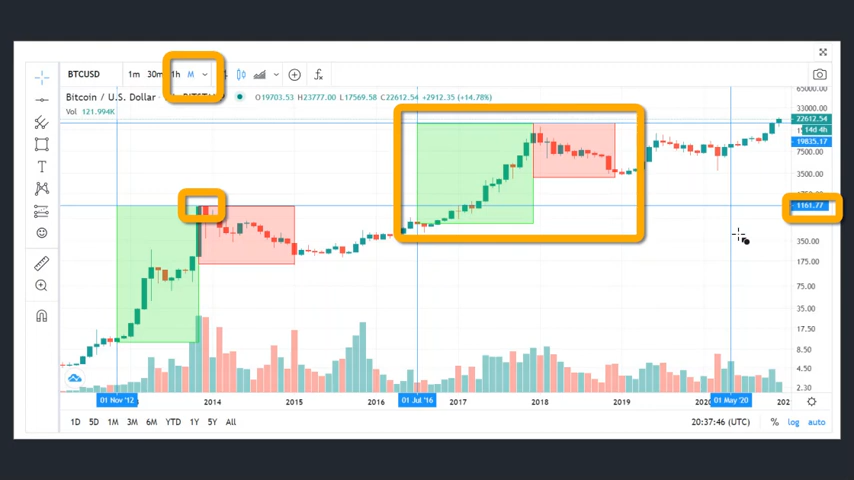 BTCUSD 1m 30m 1h M
Bitcoin / U.S. Dollar O19703.53 H23777.00 L17569.58 C22612.54 +2912.35 (+14.78%)
Vol 121.994K
65000.00
33000.00
22612.54
14d 4h
19835.17
7500.00
3500.00
1161.77
350.00
175.00
75.00
35.00
17.50
8.50
4.50
2.30
01 Nov '12 2014 2015 2016 01 Jul '16 2017 2018 2019 01 May '20
1D 5D 1M 3M 6M YTD 1Y 5Y All 20:37:46 (UTC) % log auto